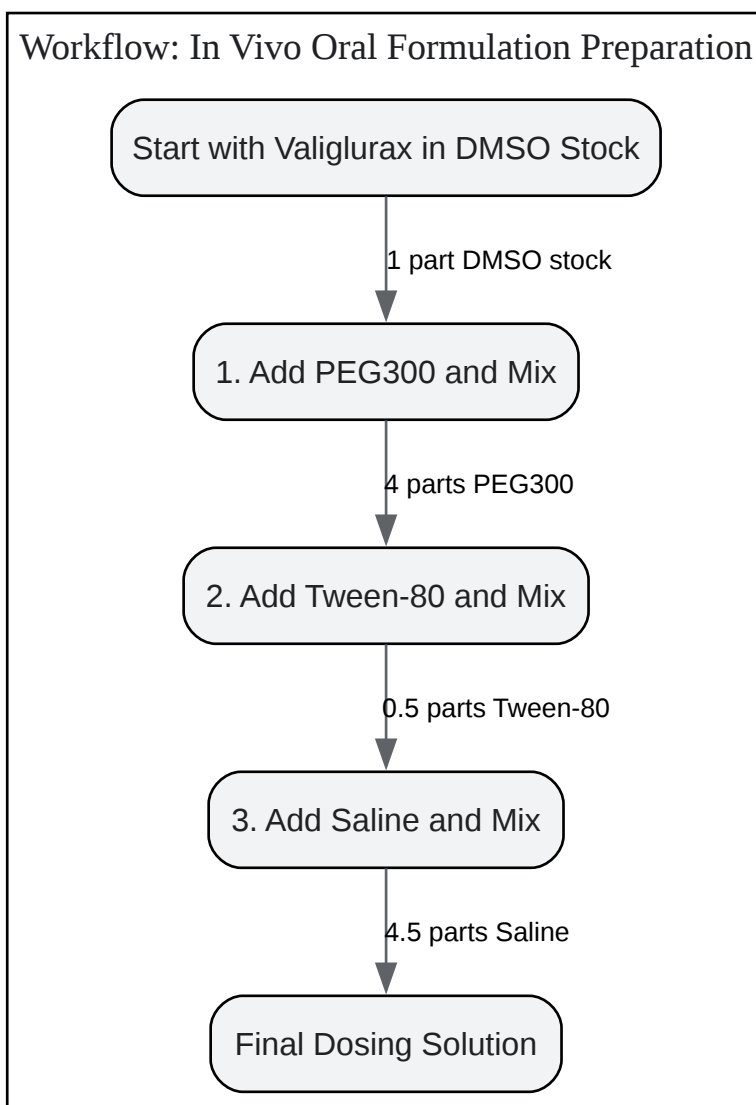 Workflow: In Vivo Oral Formulation Preparation
Start with Valiglurax in DMSO Stock
1 part DMSO stock
1. Add PEG300 and Mix
4 parts PEG300
2. Add Tween-80 and Mix
0.5 parts Tween-80
3. Add Saline and Mix
4.5 parts Saline
Final Dosing Solution